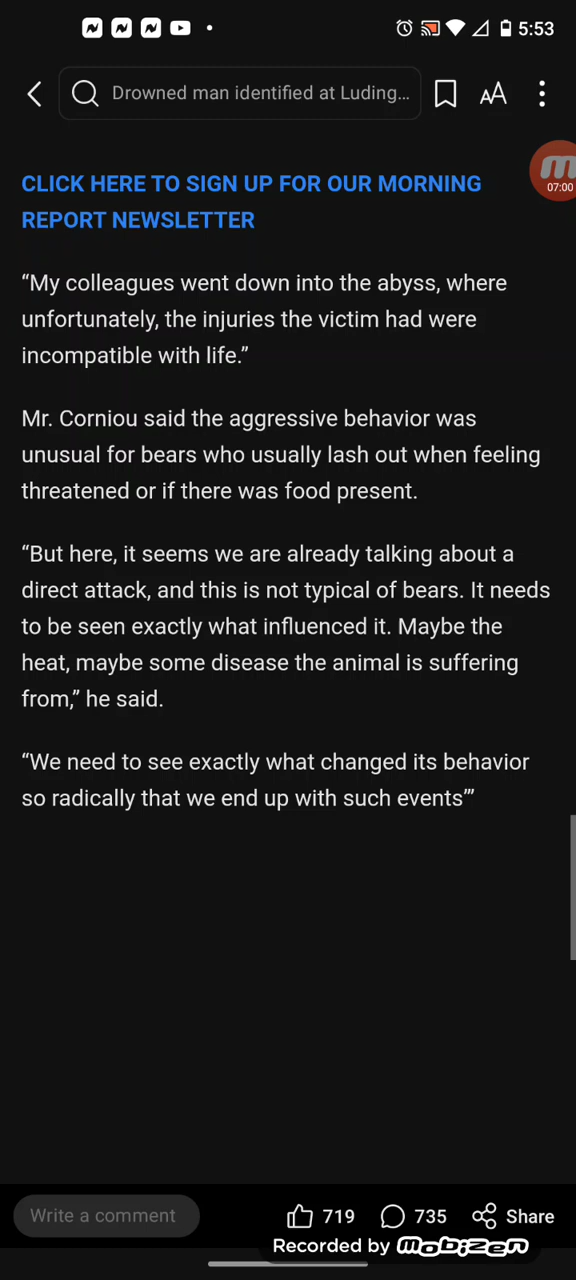 5:53
Drowned man identified at Luding...
AA
07:00
CLICK HERE TO SIGN UP FOR OUR MORNING
REPORT NEWSLETTER
“My colleagues went down into the abyss, where
unfortunately, the injuries the victim had were
incompatible with life.”
Mr. Corniou said the aggressive behavior was
unusual for bears who usually lash out when feeling
threatened or if there was food present.
“But here, it seems we are already talking about a
direct attack, and this is not typical of bears. It needs
to be seen exactly what influenced it. Maybe the
heat, maybe some disease the animal is suffering
from,” he said.
“We need to see exactly what changed its behavior
so radically that we end up with such events”’
Write a comment
719
735
Share
Recorded by mobizen